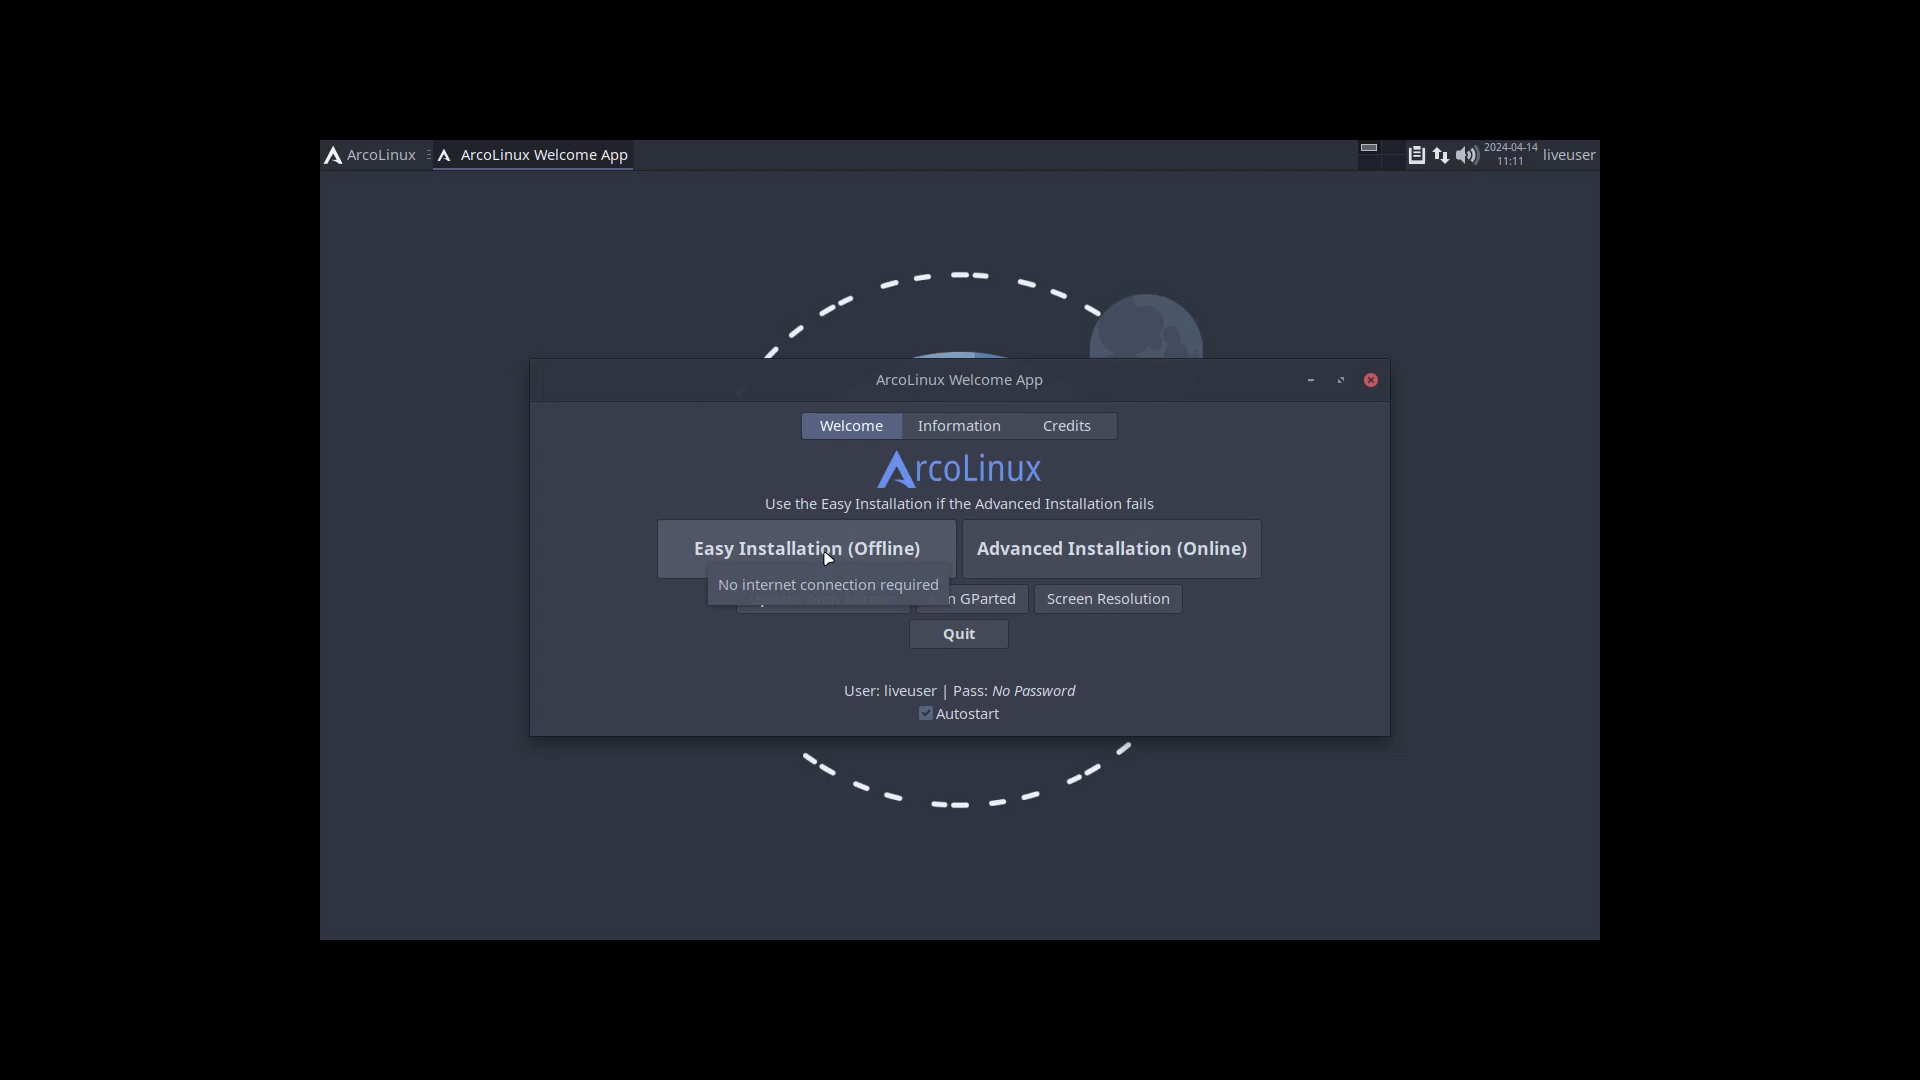 ArcoLinux
ArcoLinux Welcome App
2024-04-14
11:11
liveuser
ArcoLinux Welcome App
Welcome
Information
Credits
ArcoLinux
Use the Easy Installation if the Advanced Installation fails
Easy Installation (Offline)
Advanced Installation (Online)
No internet connection required
GParted
Screen Resolution
Quit
User: liveuser | Pass: No Password
Autostart